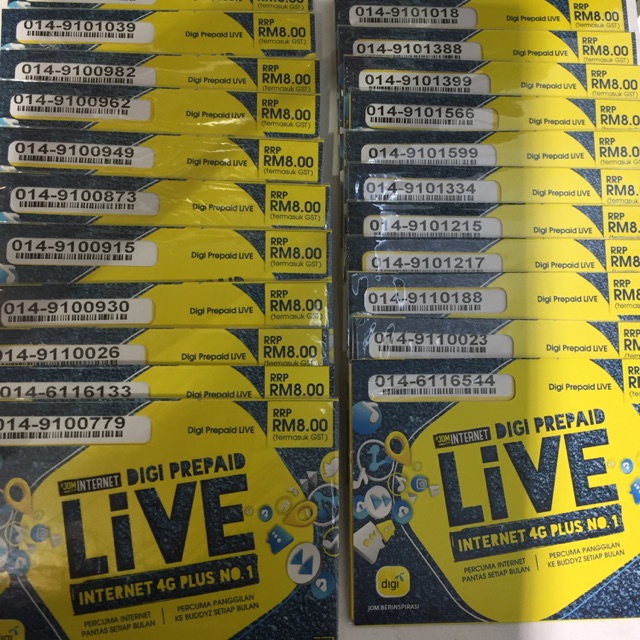 014-9101039
Digi Prepaid LIVE
RRP
RM8.00
(termasuk GST)
014-9100982
Digi Prepaid LIVE
RRP
RM8.00
(termasuk GST)
014-9100962
Digi Prepaid LIVE
RRP
RM8.00
(termasuk GST)
014-9100949
Digi Prepaid LIVE
RRP
RM8.00
(termasuk GST)
014-9100873
Digi Prepaid LIVE
RRP
RM8.00
(termasuk GST)
014-9100915
Digi Prepaid LIVE
RRP
RM8.00
(termasuk GST)
014-9100930
Digi Prepaid LIVE
RRP
RM8.00
014-9110026
Digi Prepaid LIVE
RRP
RM8.00
(termasuk GST)
014-6116133
Digi Prepaid LIVE
RRP
RM8.00
014-9100779
Digi Prepaid LIVE
RRP
RM8.00
(termasuk GST)
JOM INTERNET
DIGI PREPAID
LiVE
INTERNET 4G PLUS NO.1
PERCUMA INTERNET
PANTAS SETIAP BULAN
PERCUMA PANGGILAN
KE BUDDYZ SETIAP BULAN
014-9101018
Digi Prepaid LIVE
RRP
RM8.00
(termasuk GST)
014-9101388
Digi Prepaid LIVE
RRP
RM8.00
014-9101399
Digi Prepaid LIVE
RRP
RM8.00
(termasuk GST)
014-9101566
Digi Prepaid LIVE
RRP
RM8.00
014-9101599
Digi Prepaid LIVE
RRP
RM8.00
(termasuk GST)
014-9101334
Digi Prepaid LIVE
RRP
RM8.00
014-9101215
Digi Prepaid LIVE
RRP
014-9101217
Digi Prepaid LIVE
RRP
014-9110188
Digi Prepaid LIVE
RRP
014-9110023
Digi Prepaid LIVE
RRP
014-6116544
Digi Prepaid LIVE
RRP
JOM INTERNET
DIGI PREPAID
LiVE
INTERNET 4G PLUS NO.1
PERCUMA INTERNET
PANTAS SETIAP BULAN
PERCUMA PANGGILAN
KE BUDDYZ SETIAP BULAN
digi
JOM.BERINSPIRASI